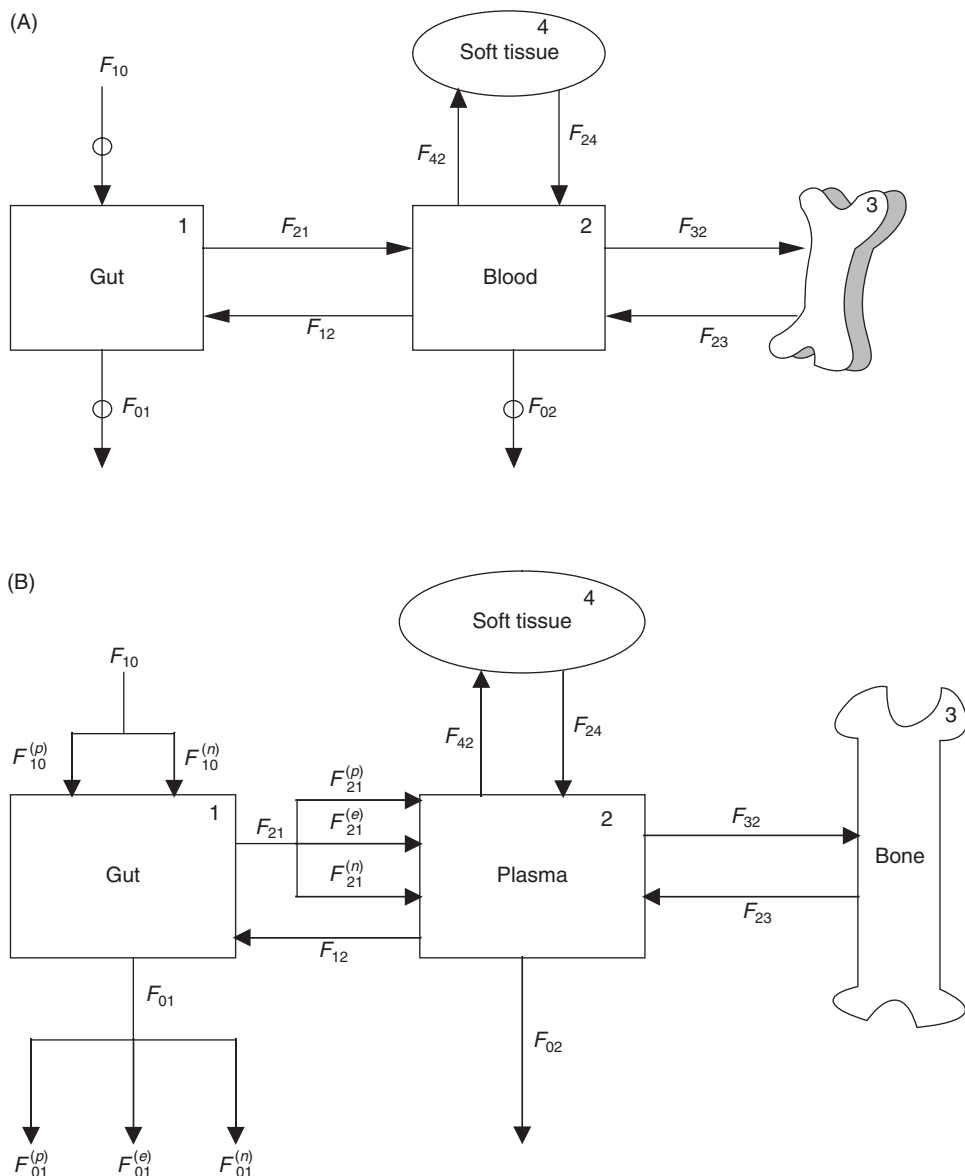 (A)
4
Soft tissue
F10
F42
F24
1
F21
2
F32
3
Gut
Blood
F12
F23
F01
F02
(B)
4
Soft tissue
F10
F42
F24
3
F10(p)
F10(n)
F21(p)
1
F21
F21(e)
2
F32
Gut
F21(n)
Plasma
Bone
F12
F23
F01
F02
F01(p)
F01(e)
F01(n)